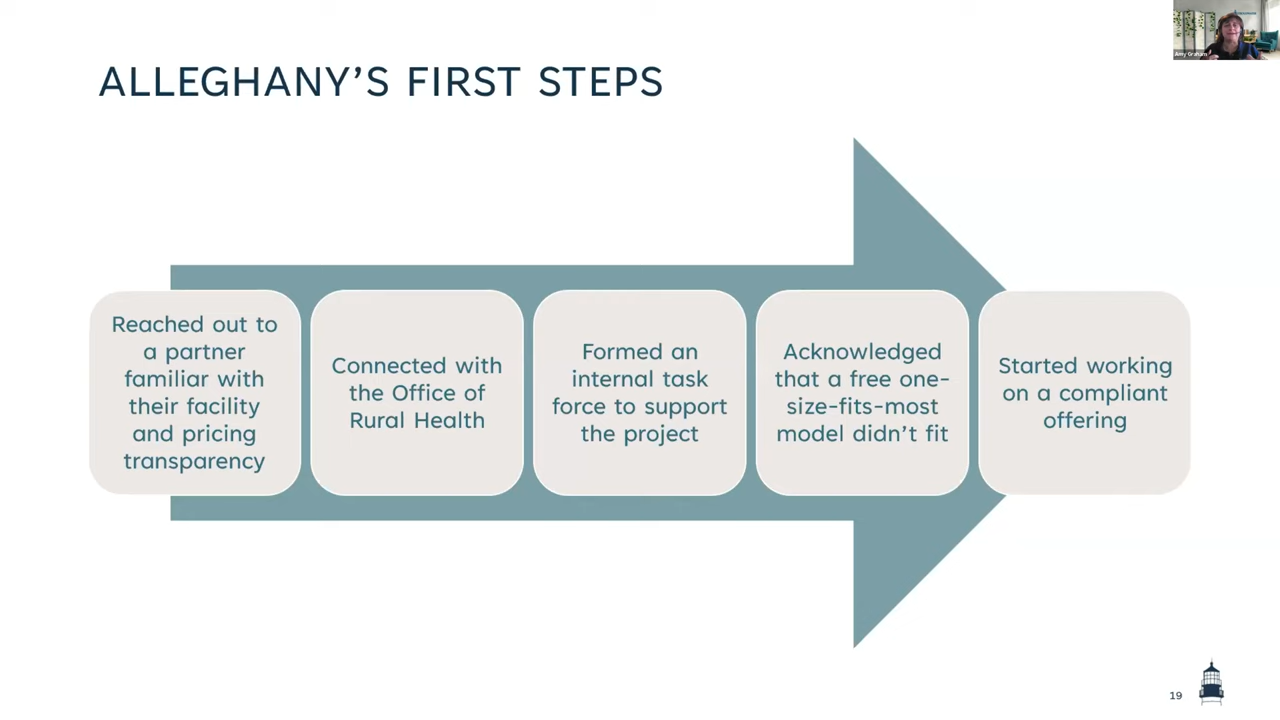 Amy Graham
ALLEGHANY'S FIRST STEPS
Reached out to
a partner
familiar with
their facility
and pricing
transparency
Connected with
the Office of
Rural Health
Formed an
internal task
force to support
the project
Acknowledged
that a free one-
size-fits-most
model didn't fit
Started working
on a compliant
offering
19